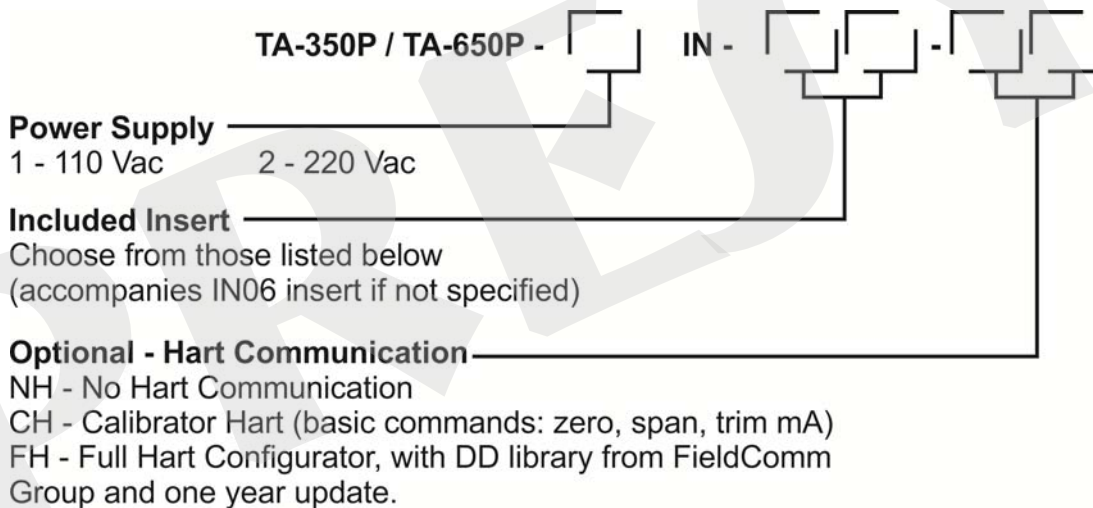 TA-350P / TA-650P - IN - -
Power Supply
1 - 110 Vac 2 - 220 Vac
Included Insert
Choose from those listed below
(accompanies IN06 insert if not specified)
Optional - Hart Communication
NH - No Hart Communication
CH - Calibrator Hart (basic commands: zero, span, trim mA)
FH - Full Hart Configurator, with DD library from FieldComm
Group and one year update.